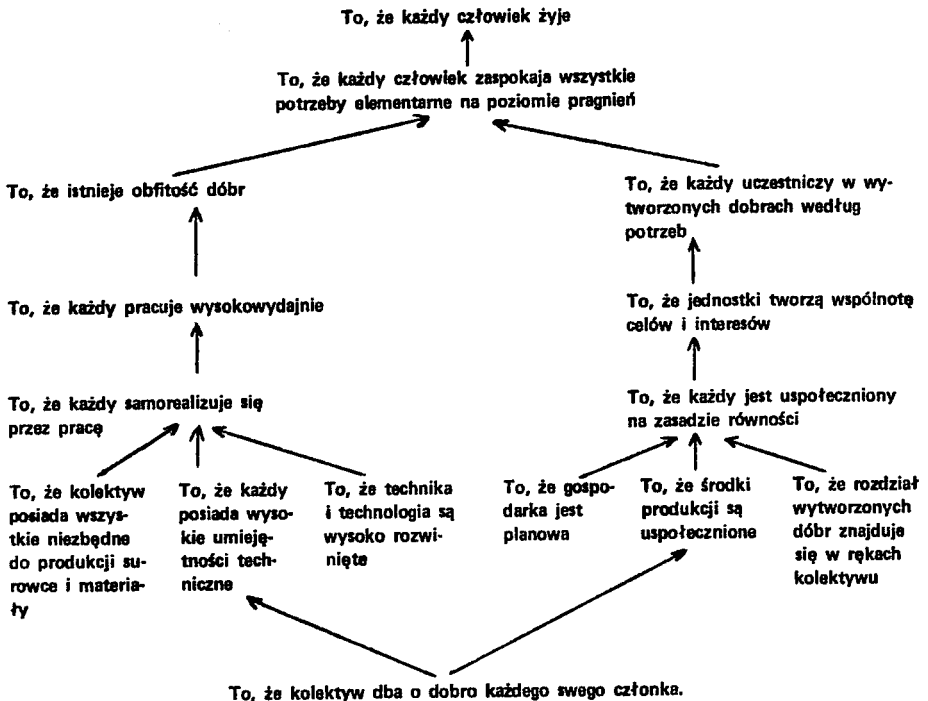 To, że każdy człowiek żyje
To, że każdy człowiek zaspokaja wszystkie
potrzeby elementarne na poziomie pragnień
To, że istnieje obfitość dóbr
To, że każdy uczestniczy w wy-
tworzonych dobrach według
potrzeb
To, że każdy pracuje wysokowydajnie
To, że jednostki tworzą wspólnotę
celów i interesów
To, że każdy samorealizuje się
przez pracę
To, że każdy jest uspołeczniony
na zasadzie równości
To, że kolektyw
posiada wszys-
tkie niezbędne
do produkcji su-
rowce i materia-
ły
To, że każdy
posiada wyso-
kie umieję-
tności tech-
niczne
To, że technika
i technologia są
wysoko rozwi-
nięte
To, że gospo-
darka jest
planowa
To, że środki
produkcji są
uspołecznione
To, że rozdział
wytworzonych
dóbr znajduje
się w rękach
kolektywu
To, że kolektyw dba o dobro każdego swego członka.